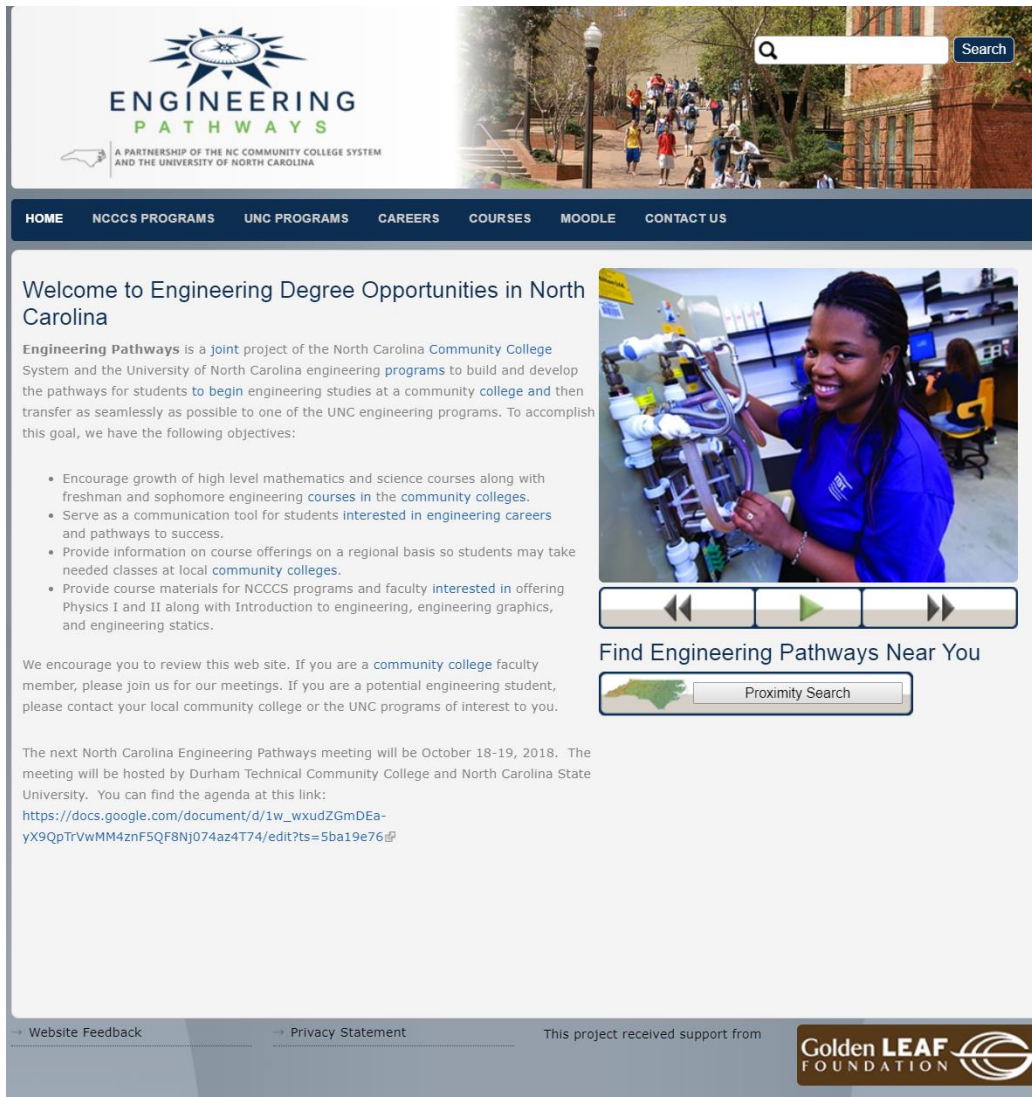 ENGINEERING
PATHWAYS
A PARTNERSHIP OF THE NC COMMUNITY COLLEGE SYSTEM
AND THE UNIVERSITY OF NORTH CAROLINA
Search
HOME NCCCS PROGRAMS UNC PROGRAMS CAREERS COURSES MOODLE CONTACT US
Welcome to Engineering Degree Opportunities in North
Carolina
Engineering Pathways is a joint project of the North Carolina Community College
System and the University of North Carolina engineering programs to build and develop
the pathways for students to begin engineering studies at a community college and then
transfer as seamlessly as possible to one of the UNC engineering programs. To accomplish
this goal, we have the following objectives:
• Encourage growth of high level mathematics and science courses along with
freshman and sophomore engineering courses in the community colleges.
• Serve as a communication tool for students interested in engineering careers
and pathways to success.
• Provide information on course offerings on a regional basis so students may take
needed classes at local community colleges.
• Provide course materials for NCCCS programs and faculty interested in offering
Physics I and II along with Introduction to engineering, engineering graphics,
and engineering statics.
We encourage you to review this web site. If you are a community college faculty
member, please join us for our meetings. If you are a potential engineering student,
please contact your local community college or the UNC programs of interest to you.
The next North Carolina Engineering Pathways meeting will be October 18-19, 2018. The
meeting will be hosted by Durham Technical Community College and North Carolina State
University. You can find the agenda at this link:
https://docs.google.com/document/d/1w_wxudZGmDEa-
yX9QpTrVwMM4znF5QF8Nj074az4T74/edit?ts=5ba19e76
Find Engineering Pathways Near You
Proximity Search
→ Website Feedback
→ Privacy Statement
This project received support from
Golden LEAF
FOUNDATION